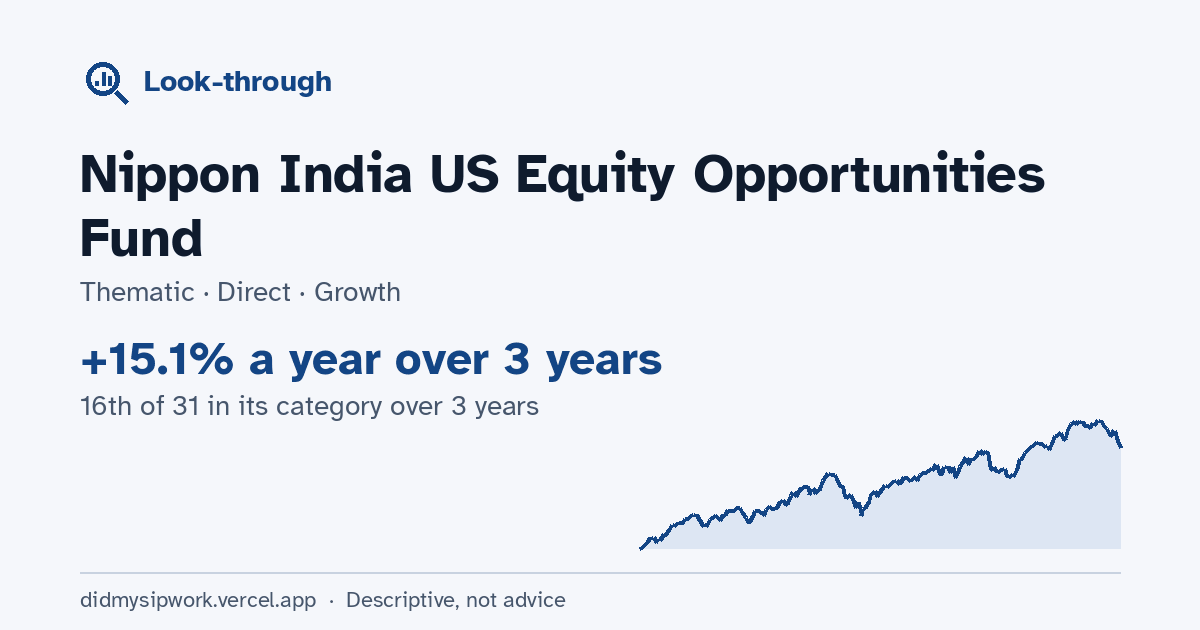 Look-through
Nippon India US Equity Opportunities
Fund
Thematic · Direct · Growth
+15.1% a year over 3 years
16th of 31 in its category over 3 years
didmysipwork.vercel.app · Descriptive, not advice